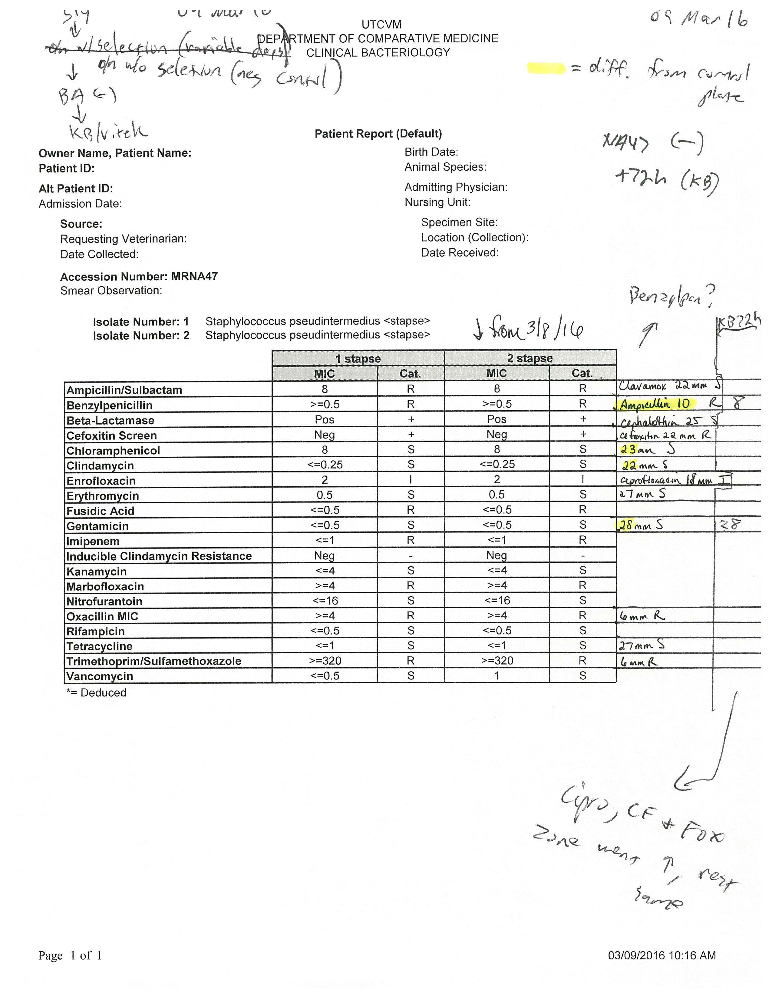 09 Mar 16
UTCVM
DEPARTMENT OF COMPARATIVE MEDICINE
CLINICAL BACTERIOLOGY
o/n w/ selection (variable days)
o/n w/o selection (neg control)
BA (-)
KB/vitek
= diff. from control
plate
NA47 (-)
+72h (KB)
Patient Report (Default)
Owner Name, Patient Name:
Birth Date:
Patient ID:
Animal Species:
Alt Patient ID:
Admitting Physician:
Admission Date:
Nursing Unit:
Source:
Specimen Site:
Requesting Veterinarian:
Location (Collection):
Date Collected:
Date Received:
Accession Number: MRNA47
Smear Observation:
Benzylpen?
Isolate Number: 1 Staphylococcus pseudintermedius <stapse>
Isolate Number: 2 Staphylococcus pseudintermedius <stapse>
↓ from 3/8/16
KB72h
1 stapse 2 stapse
MIC Cat. MIC Cat.
Ampicillin/Sulbactam 8 R 8 R Clavamox 22mm S
Benzylpenicillin >=0.5 R >=0.5 R Ampicillin 10 R 8
Beta-Lactamase Pos + Pos + Cephalothin 25 S
Cefoxitin Screen Neg + Neg + cefoxitin 22 mm R
Chloramphenicol 8 S 8 S 23mm S
Clindamycin <=0.25 S <=0.25 S 22mm S
Enrofloxacin 2 I 2 I Ciprofloxacin 18mm I
Erythromycin 0.5 S 0.5 S 27mm S
Fusidic Acid <=0.5 R <=0.5 R
Gentamicin <=0.5 S <=0.5 S 28mm S 28
Imipenem <=1 R <=1 R
Inducible Clindamycin Resistance Neg - Neg -
Kanamycin <=4 S <=4 S
Marbofloxacin >=4 R >=4 R
Nitrofurantoin <=16 S <=16 S
Oxacillin MIC >=4 R >=4 R 6mm R
Rifampicin <=0.5 S <=0.5 S
Tetracycline <=1 S <=1 S 27mm S
Trimethoprim/Sulfamethoxazole >=320 R >=320 R 6mm R
Vancomycin <=0.5 S 1 S
*= Deduced
Cipro, CF + FOX
zone went ↑, rest
same
Page 1 of 1
03/09/2016 10:16 AM